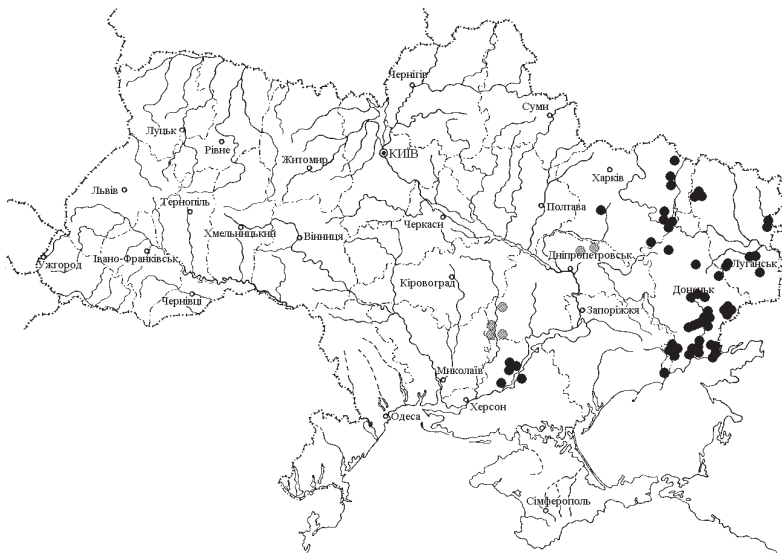 Чернігів
Суми
Луцьк
Рівне
Житомир
КИЇВ
Харків
Львів
Тернопіль
Полтава
Черкаси
Хмельницький
Вінниця
Івано-Франківськ
Ужгород
Дніпропетровськ
Луганськ
Кіровоград
Донецьк
Чернівці
Запоріжжя
Миколаїв
Херсон
Одеса
Сімферополь